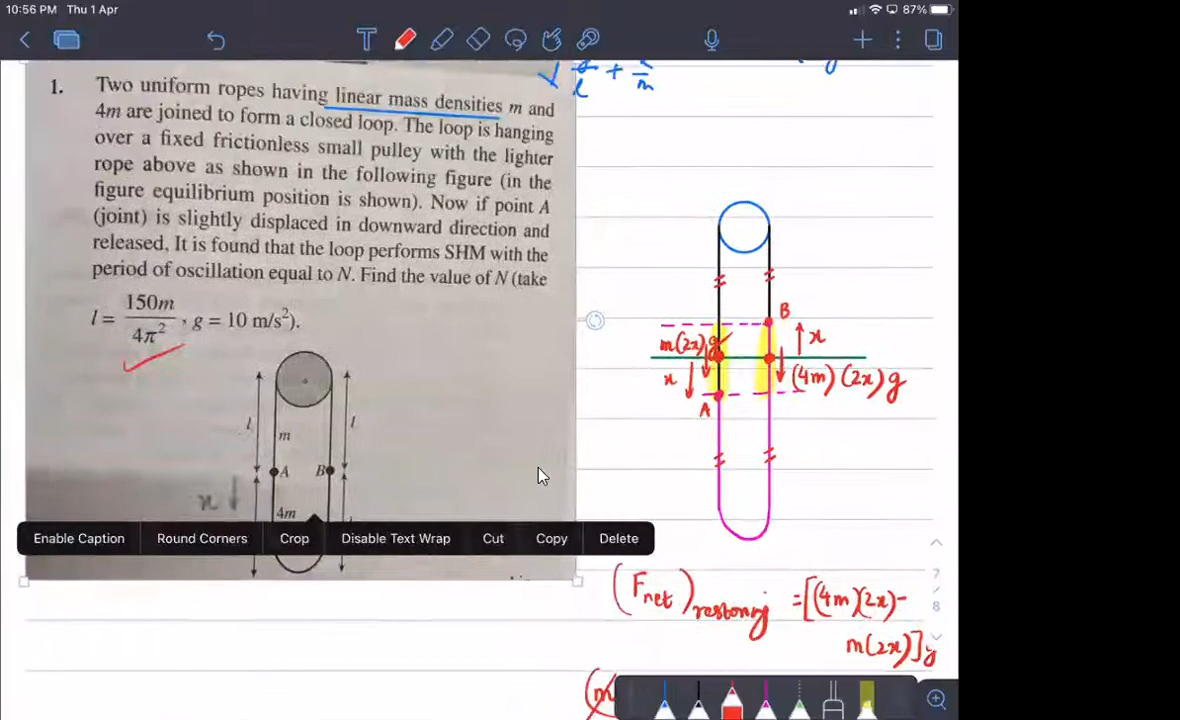 10:56 PM Thu 1 Apr
87%
1. Two uniform ropes having linear mass densities m and
4m are joined to form a closed loop. The loop is hanging
over a fixed frictionless small pulley with the lighter
rope above as shown in the following figure (in the
figure equilibrium position is shown). Now if point A
(joint) is slightly displaced in downward direction and
released, It is found that the loop performs SHM with the
period of oscillation equal to N. Find the value of N (take
l = 150m / 4π² , g = 10 m/s²).
l
l
m
A
B
x
4m
Enable Caption Round Corners Crop Disable Text Wrap Cut Copy Delete
B
m(2x)g
x
x
(4m)(2x)g
A
(Fnet)restoring = [(4m)(2x)-
m(2x)]g
7
8